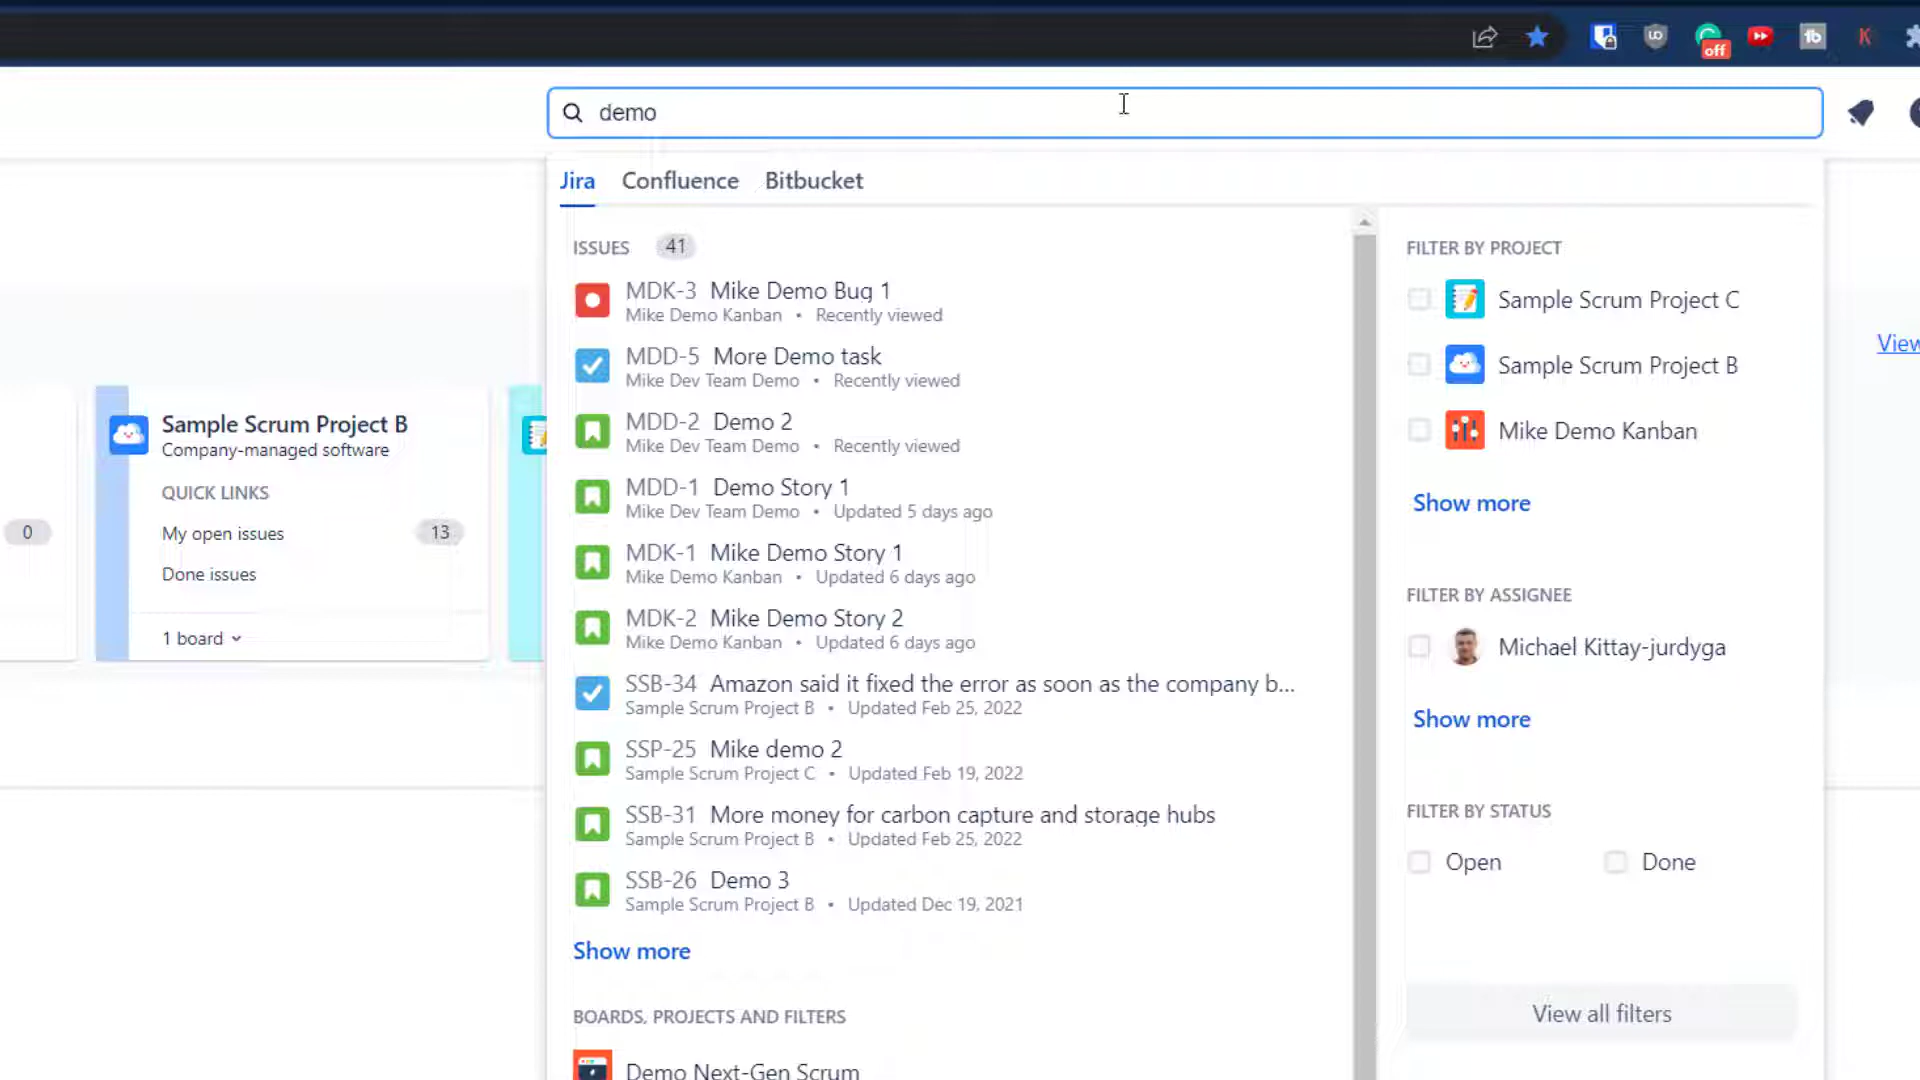 off
demo
Jira Confluence Bitbucket
ISSUES 41
MDK-3 Mike Demo Bug 1
Mike Demo Kanban • Recently viewed
MDD-5 More Demo task
Mike Dev Team Demo • Recently viewed
MDD-2 Demo 2
Mike Dev Team Demo • Recently viewed
MDD-1 Demo Story 1
Mike Dev Team Demo • Updated 5 days ago
MDK-1 Mike Demo Story 1
Mike Demo Kanban • Updated 6 days ago
MDK-2 Mike Demo Story 2
Mike Demo Kanban • Updated 6 days ago
SSB-34 Amazon said it fixed the error as soon as the company b...
Sample Scrum Project B • Updated Feb 25, 2022
SSP-25 Mike demo 2
Sample Scrum Project C • Updated Feb 19, 2022
SSB-31 More money for carbon capture and storage hubs
Sample Scrum Project B • Updated Feb 25, 2022
SSB-26 Demo 3
Sample Scrum Project B • Updated Dec 19, 2021
Show more
BOARDS, PROJECTS AND FILTERS
Demo Next-Gen Scrum
FILTER BY PROJECT
Sample Scrum Project C
Sample Scrum Project B
Mike Demo Kanban
Show more
FILTER BY ASSIGNEE
Michael Kittay-jurdyga
Show more
FILTER BY STATUS
Open Done
View all filters
View
0
Sample Scrum Project B
Company-managed software
QUICK LINKS
My open issues 13
Done issues
1 board